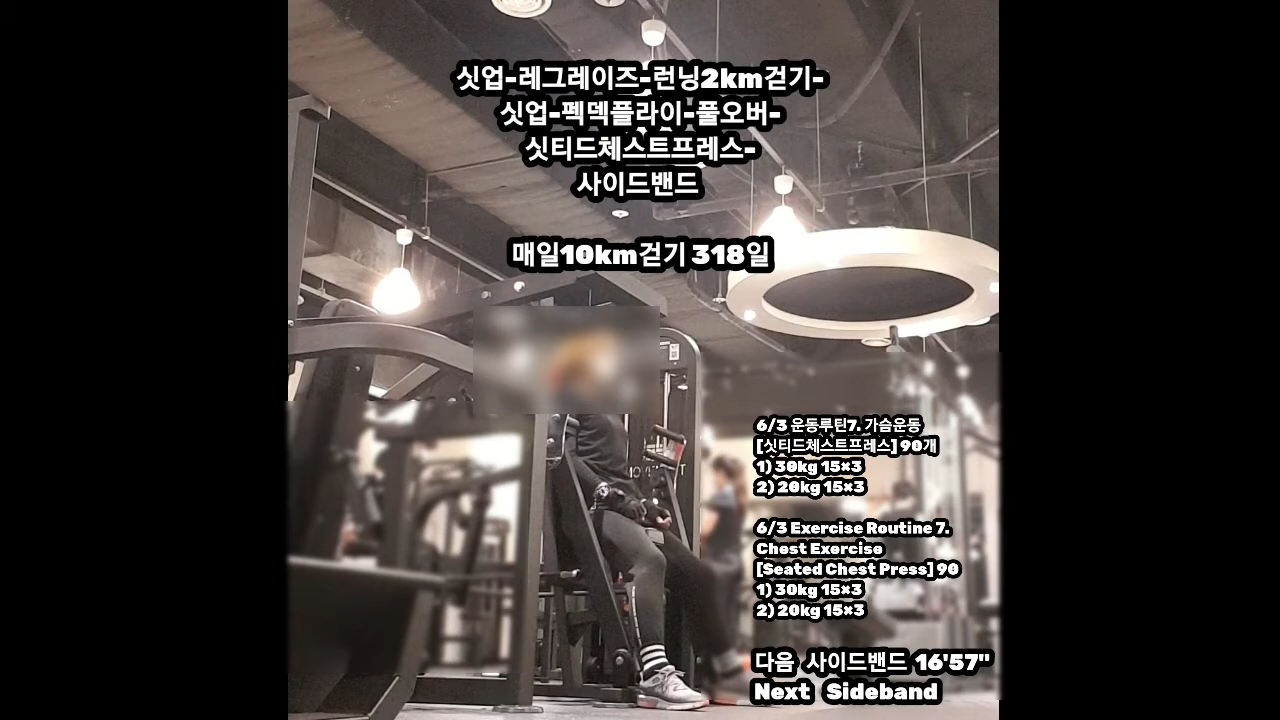 싯업-레그레이즈-런닝2km걷기-
싯업-펙덱플라이-풀오버-
싯티드체스트프레스-
사이드밴드
매일10km걷기 318일
6/3 운동루틴7. 가슴운동
[싯티드체스트프레스] 90개
1) 30kg 15×3
2) 20kg 15×3
6/3 Exercise Routine 7.
Chest Exercise
[Seated Chest Press] 90
1) 30kg 15×3
2) 20kg 15×3
다음 사이드밴드 16'57"
Next Sideband